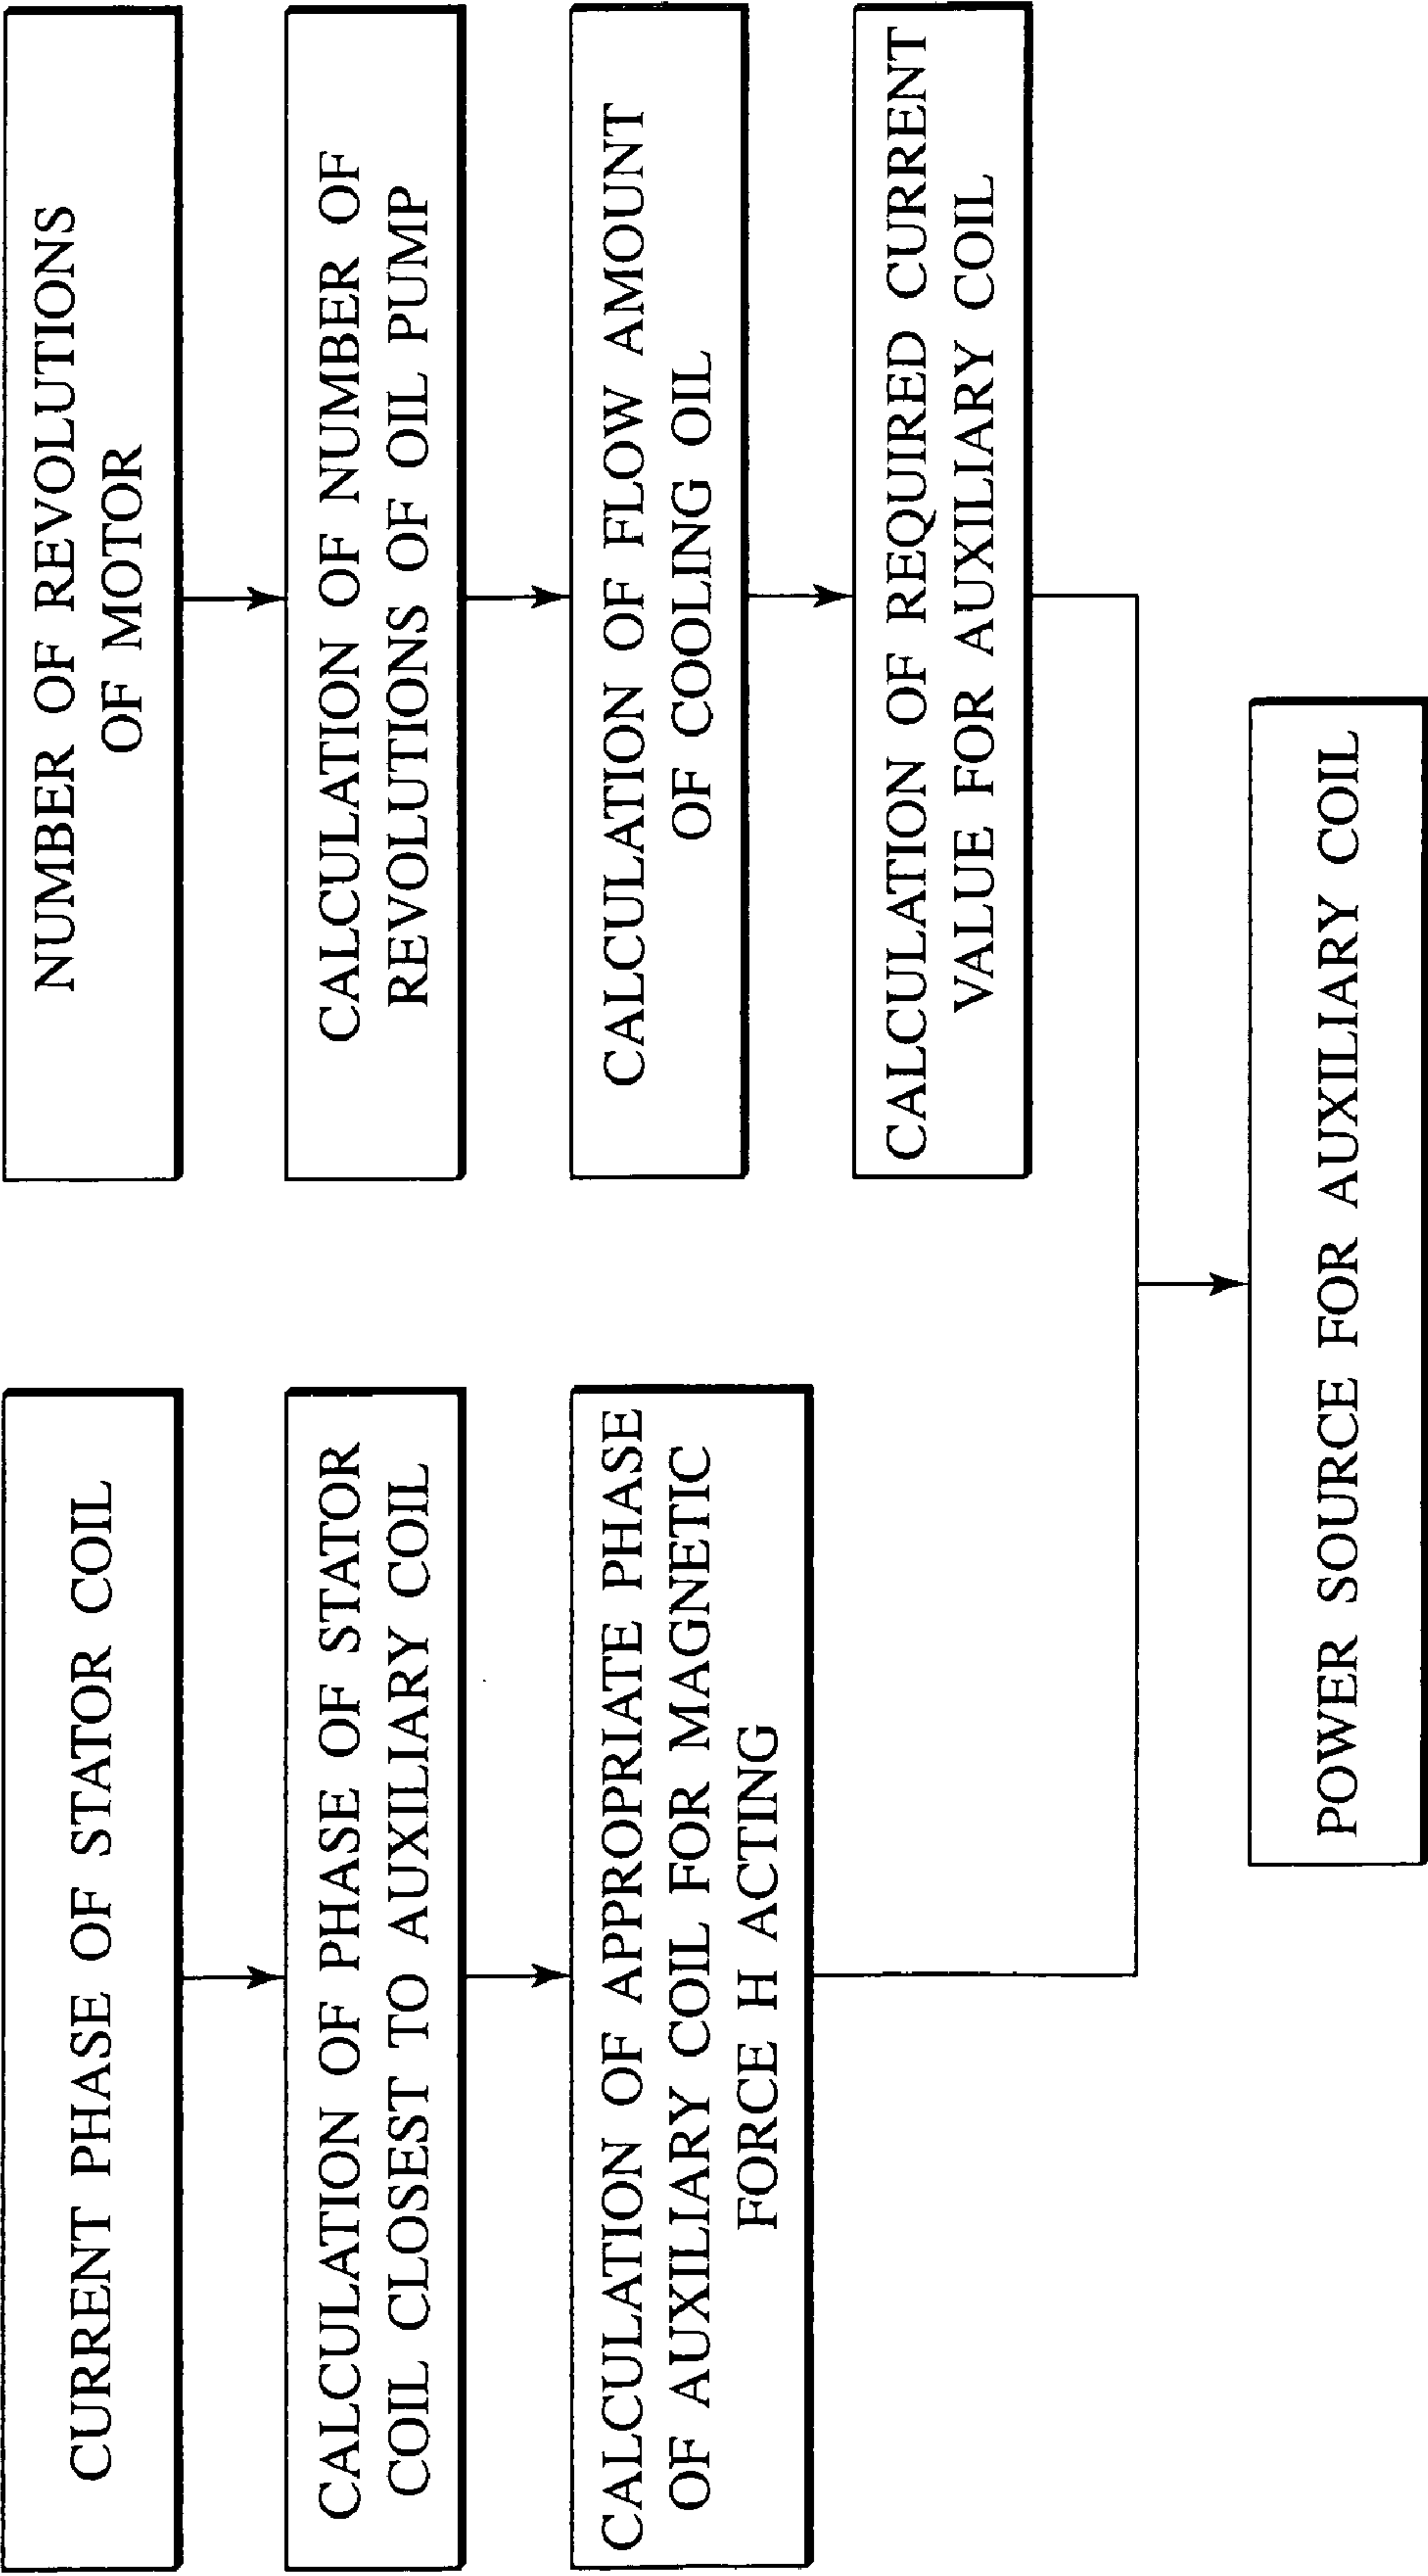 CURRENT PHASE OF STATOR COIL
CALCULATION OF PHASE OF STATOR
COIL CLOSEST TO AUXILIARY COIL
CALCULATION OF APPROPRIATE PHASE
OF AUXILIARY COIL FOR MAGNETIC
FORCE H ACTING
NUMBER OF REVOLUTIONS
OF MOTOR
CALCULATION OF NUMBER OF
REVOLUTIONS OF OIL PUMP
CALCULATION OF FLOW AMOUNT
OF COOLING OIL
CALCULATION OF REQUIRED CURRENT
VALUE FOR AUXILIARY COIL
POWER SOURCE FOR AUXILIARY COIL